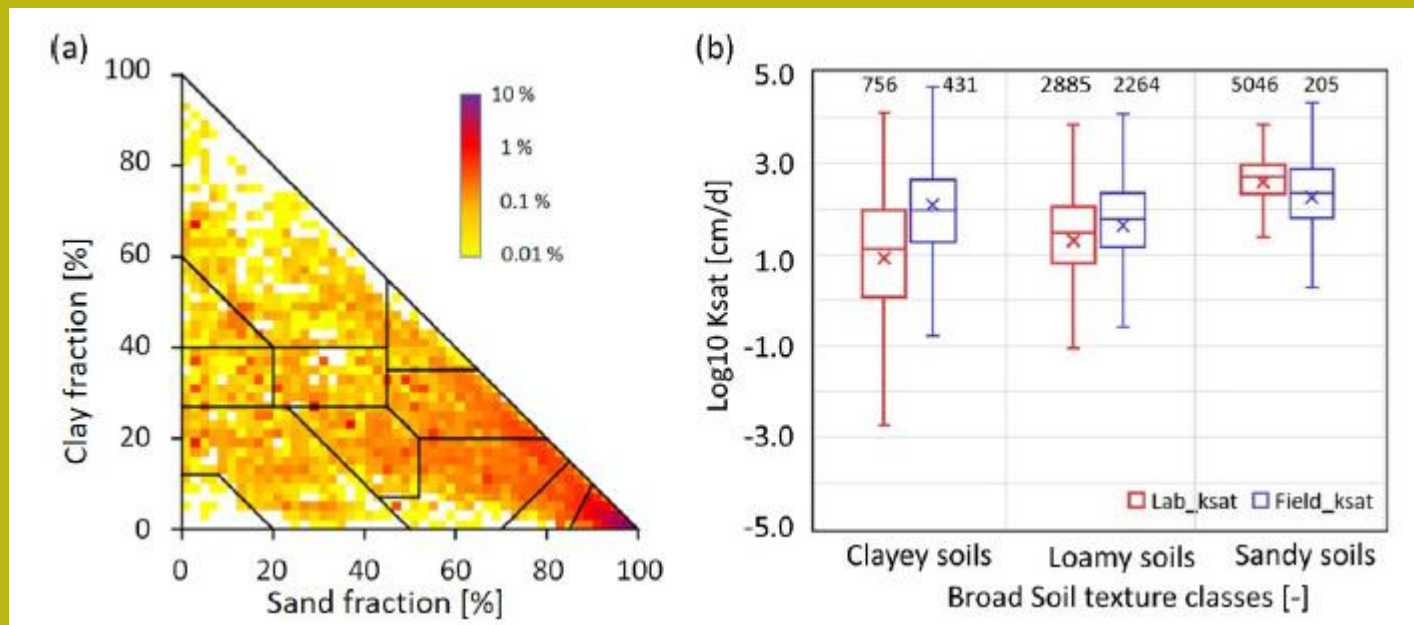 (a)
100
80
60
40
20
0
Clay fraction [%]
10 %
1 %
0.1 %
0.01 %
0 20 40 60 80 100
Sand fraction [%]
(b)
5.0
3.0
1.0
-1.0
-3.0
-5.0
Log10 Ksat [cm/d]
756 431 2885 2264 5046 205
Lab_ksat Field_ksat
Clayey soils Loamy soils Sandy soils
Broad Soil texture classes [-]